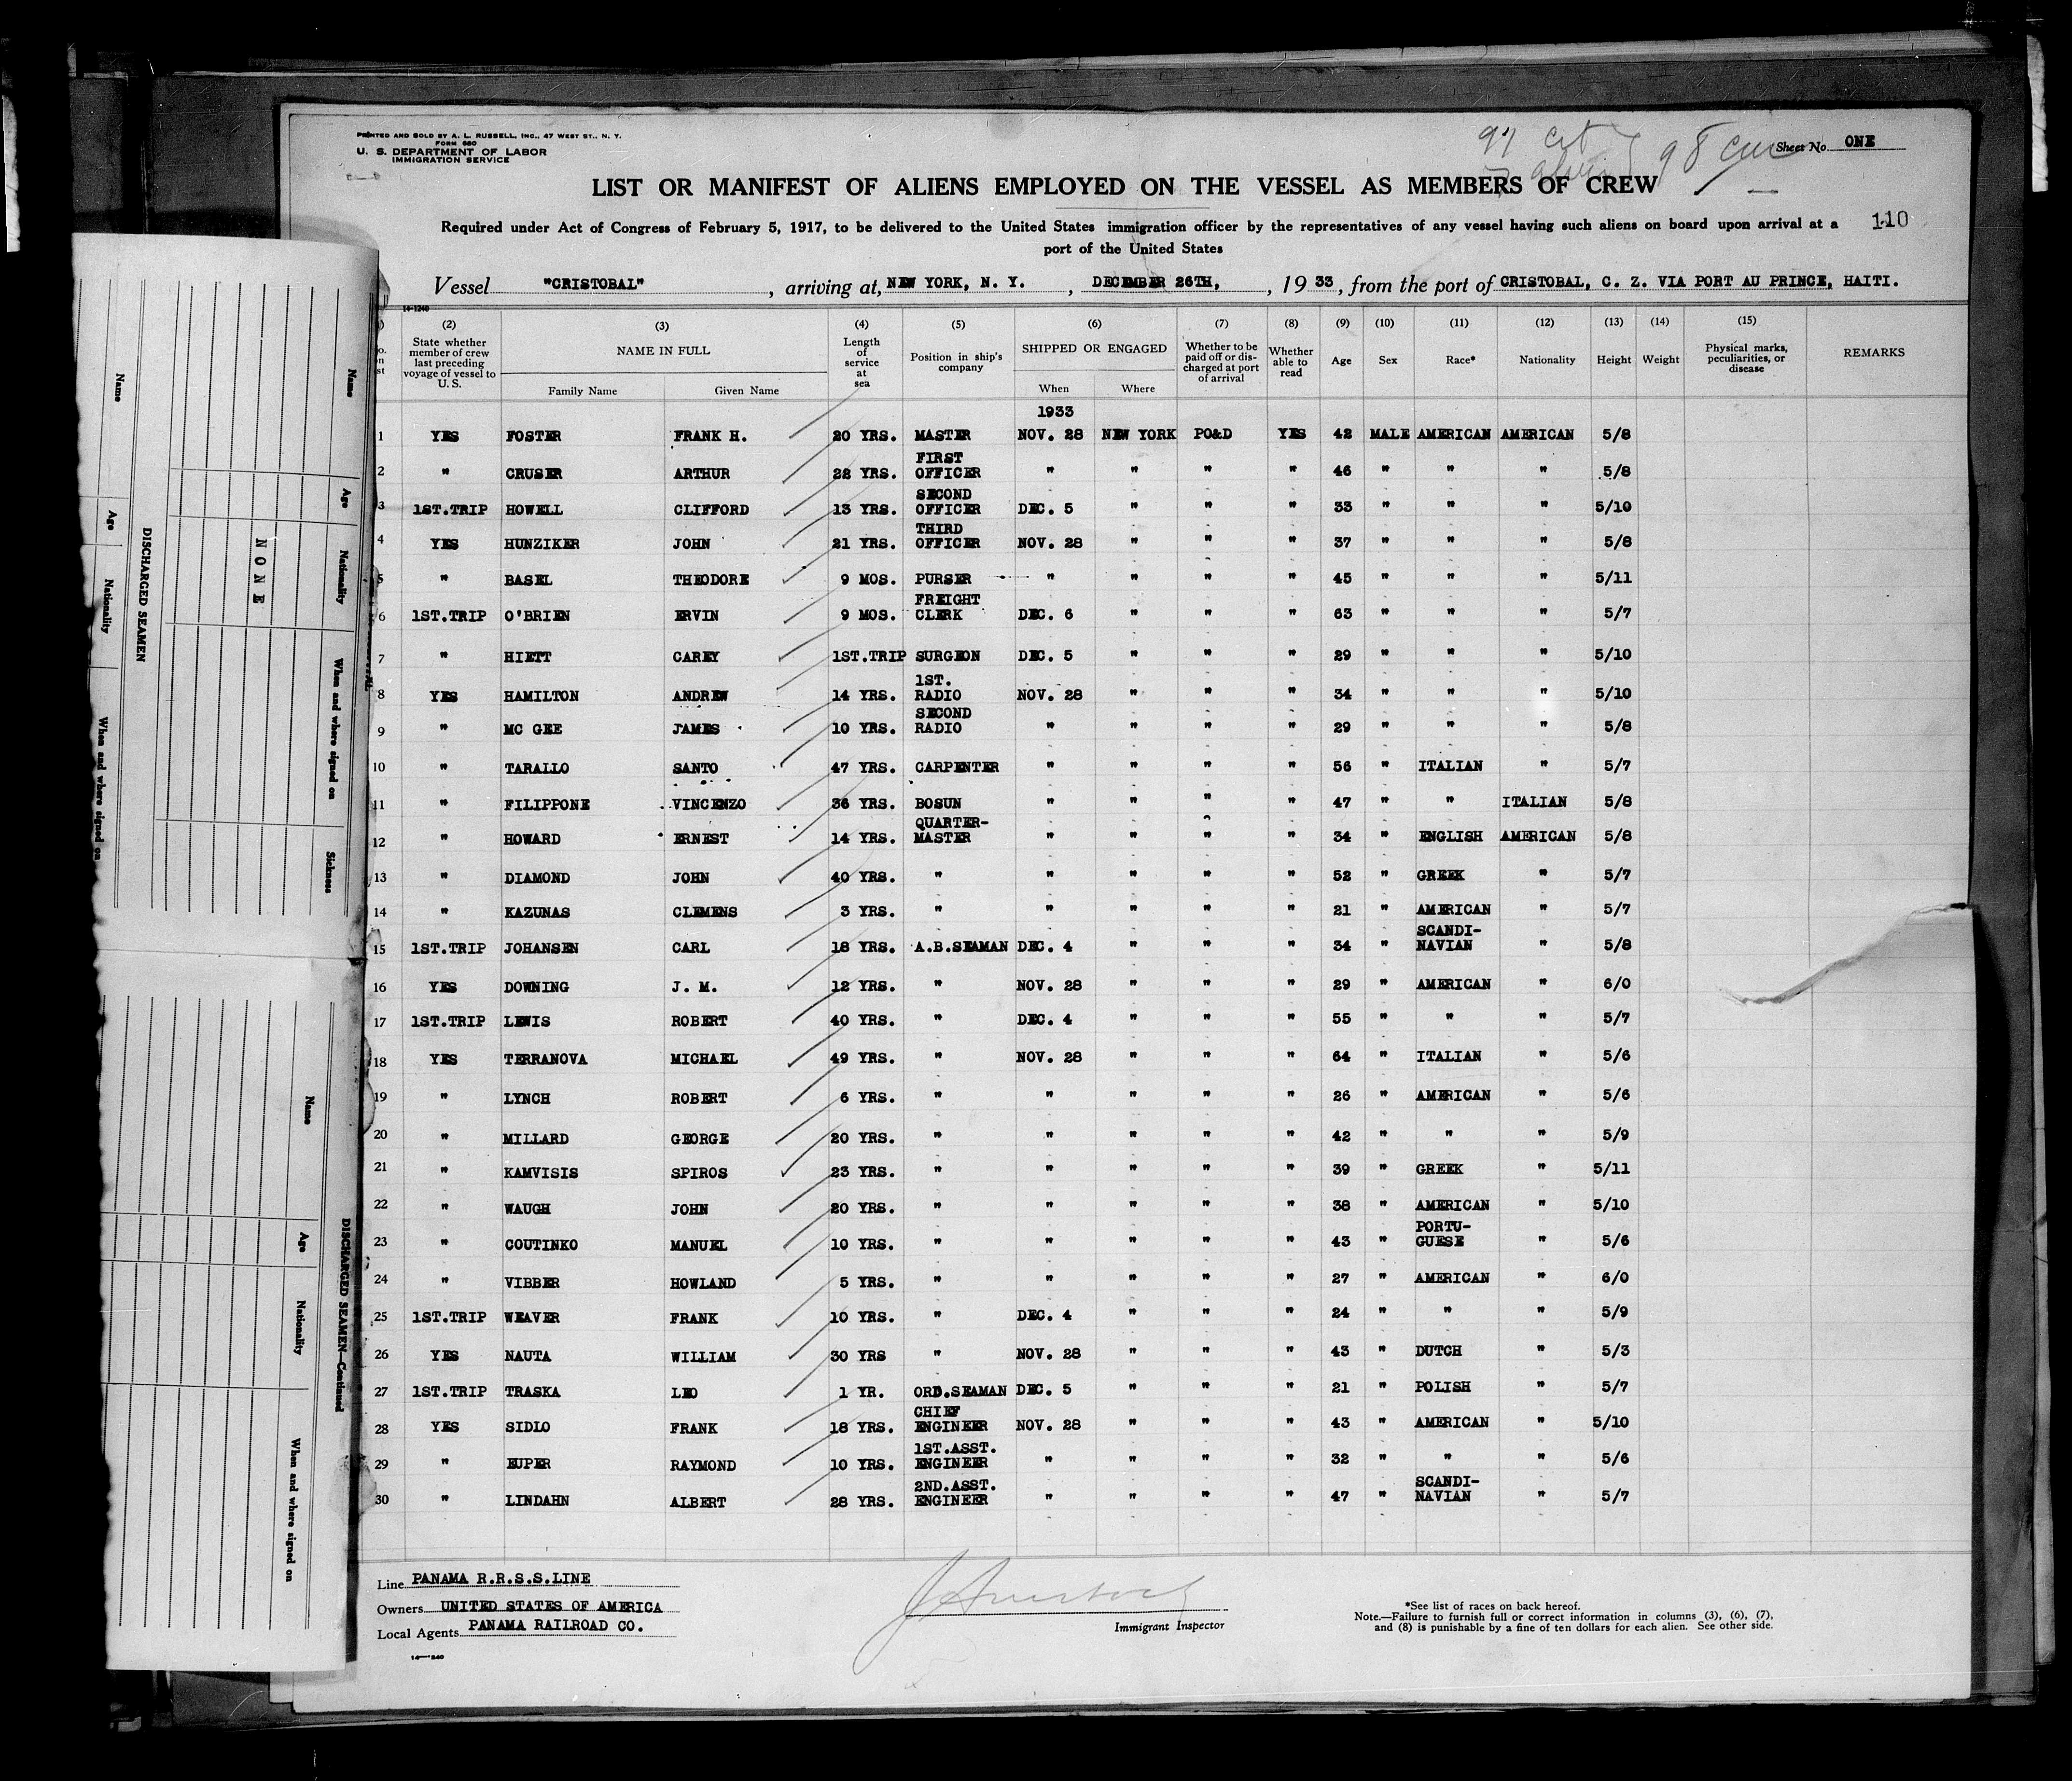 PRINTED AND SOLD BY A. L. RUSSELL, INC., 47 WEST ST., N. Y.
FORM 680
U. S. DEPARTMENT OF LABOR
IMMIGRATION SERVICE
Sheet No. ONE
LIST OR MANIFEST OF ALIENS EMPLOYED ON THE VESSEL AS MEMBERS OF CREW
Required under Act of Congress of February 5, 1917, to be delivered to the United States immigration officer by the representatives of any vessel having such aliens on board upon arrival at a
port of the United States
110
Vessel "CRISTOBAL", arriving at, NEW YORK, N. Y., DECEMBER 26TH, , 19 33, from the port of CRISTOBAL, C. Z. VIA PORT AU PRINCE, HAITI.
14-1240
(2) (3) (4) (5) (6) (7) (8) (9) (10) (11) (12) (13) (14) (15)
State whether member of crew last preceding voyage of vessel to U. S. NAME IN FULL Family Name Given Name Length of service at sea Position in ship's company SHIPPED OR ENGAGED When Where Whether to be paid off or discharged at port of arrival Whether able to read Age Sex Race* Nationality Height Weight Physical marks, peculiarities, or disease REMARKS
1933
1 YES FOSTER FRANK H. 20 YRS. MASTER NOV. 28 NEW YORK PO&D YES 42 MALE AMERICAN AMERICAN 5/8
2 " CRUSER ARTHUR 22 YRS. FIRST OFFICER " " " " 46 " " " 5/8
3 1ST.TRIP HOWELL CLIFFORD 13 YRS. SECOND OFFICER DEC. 5 " " " 33 " " " 5/10
4 YES HUNZIKER JOHN 21 YRS. THIRD OFFICER NOV. 28 " " " 37 " " " 5/8
5 " BASEL THEODORE 9 MOS. PURSER " " " " 45 " " " 5/11
6 1ST.TRIP O'BRIEN ERVIN 9 MOS. FREIGHT CLERK DEC. 6 " " " 63 " " " 5/7
7 " HIETT CAREY 1ST.TRIP SURGEON DEC. 5 " " " 29 " " " 5/10
8 YES HAMILTON ANDREW 14 YRS. 1ST. RADIO NOV. 28 " " " 34 " " " 5/10
9 " MC GEE JAMES 10 YRS. SECOND RADIO " " " " 29 " " " 5/8
10 " TARALLO SANTO 47 YRS. CARPENTER " " " " 56 " ITALIAN " 5/7
11 " FILIPPONE VINCENZO 36 YRS. BOSUN " " " " 47 " " ITALIAN 5/8
12 " HOWARD ERNEST 14 YRS. QUARTER-MASTER " " " " 34 " ENGLISH AMERICAN 5/8
13 " DIAMOND JOHN 40 YRS. " " " " " 52 " GREEK " 5/7
14 " KAZUNAS CLEMENS 3 YRS. " " " " " 21 " AMERICAN " 5/7
15 1ST.TRIP JOHANSEN CARL 18 YRS. A.B.SEAMAN DEC. 4 " " " 34 " SCANDI-NAVIAN " 5/8
16 YES DOWNING J. M. 12 YRS. " NOV. 28 " " " 29 " AMERICAN " 6/0
17 1ST.TRIP LEWIS ROBERT 40 YRS. " DEC. 4 " " " 55 " " " 5/7
18 YES TERRANOVA MICHAEL 49 YRS. " NOV. 28 " " " 64 " ITALIAN " 5/6
19 " LYNCH ROBERT 6 YRS. " " " " " 26 " AMERICAN " 5/6
20 " MILLARD GEORGE 20 YRS. " " " " " 42 " " " 5/9
21 " KAMVISIS SPIROS 23 YRS. " " " " " 39 " GREEK " 5/11
22 " WAUGH JOHN 20 YRS. " " " " " 38 " AMERICAN " 5/10
23 " COUTINKO MANUEL 10 YRS. " " " " " 43 " PORTU-GUESE " 5/6
24 " VIBBER HOWLAND 5 YRS. " " " " " 27 " AMERICAN " 6/0
25 1ST.TRIP WEAVER FRANK 10 YRS. " DEC. 4 " " " 24 " " " 5/9
26 YES NAUTA WILLIAM 30 YRS " NOV. 28 " " " 43 " DUTCH " 5/3
27 1ST.TRIP TRASKA LEO 1 YR. ORD.SEAMAN DEC. 5 " " " 21 " POLISH " 5/7
28 YES SIDLO FRANK 18 YRS. CHIEF ENGINEER NOV. 28 " " " 43 " AMERICAN " 5/10
29 " EUPER RAYMOND 10 YRS. 1ST.ASST. ENGINEER " " " " 32 " " " 5/6
30 " LINDAHN ALBERT 28 YRS. 2ND.ASST. ENGINEER " " " " 47 " SCANDI-NAVIAN " 5/7
Line PANAMA R.R.S.S.LINE
Owners UNITED STATES OF AMERICA
Local Agents PANAMA RAILROAD CO.
Immigrant Inspector
*See list of races on back hereof.
Note.—Failure to furnish full or correct information in columns (3), (6), (7),
and (8) is punishable by a fine of ten dollars for each alien. See other side.
DISCHARGED SEAMEN
Name Age Nationality When and where signed on Sickness
NONE
Name Age Nationality When and where signed on
DISCHARGED SEAMEN—Continued
Name Age Nationality When and where signed on